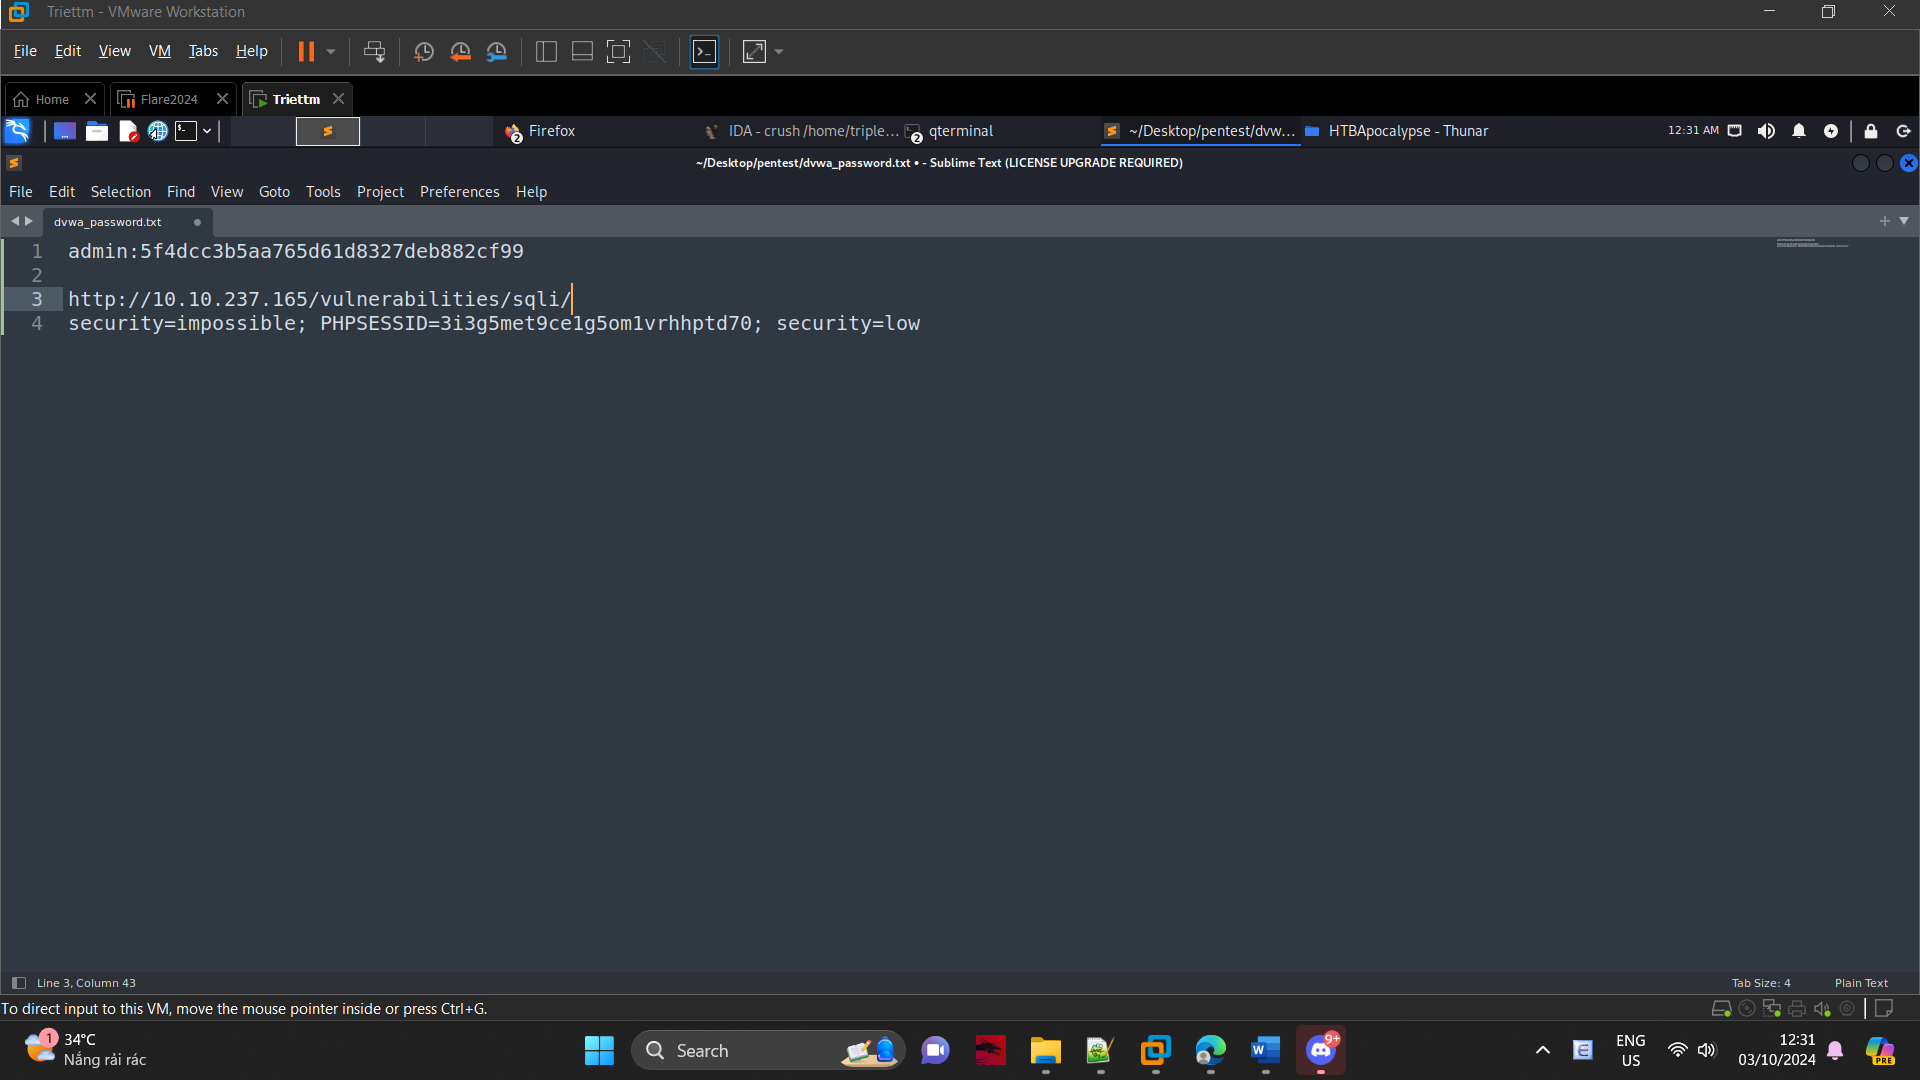 Triettm - VMware Workstation
File Edit View VM Tabs Help
Home Flare2024 Triettm
Firefox IDA - crush /home/triple... 2 qterminal ~/Desktop/pentest/dvw... HTBApocalypse - Thunar 12:31 AM
2
~/Desktop/pentest/dvwa_password.txt • - Sublime Text (LICENSE UPGRADE REQUIRED)
File Edit Selection Find View Goto Tools Project Preferences Help
dvwa_password.txt
1 admin:5f4dcc3b5aa765d61d8327deb882cf99
2
3 http://10.10.237.165/vulnerabilities/sqli/
4 security=impossible; PHPSESSID=3i3g5met9ce1g5om1vrhhptd70; security=low
Line 3, Column 43 Tab Size: 4 Plain Text
To direct input to this VM, move the mouse pointer inside or press Ctrl+G.
1 34°C
Nắng rải rác
Search
W
9+
E
ENG
US
12:31
03/10/2024
PRE